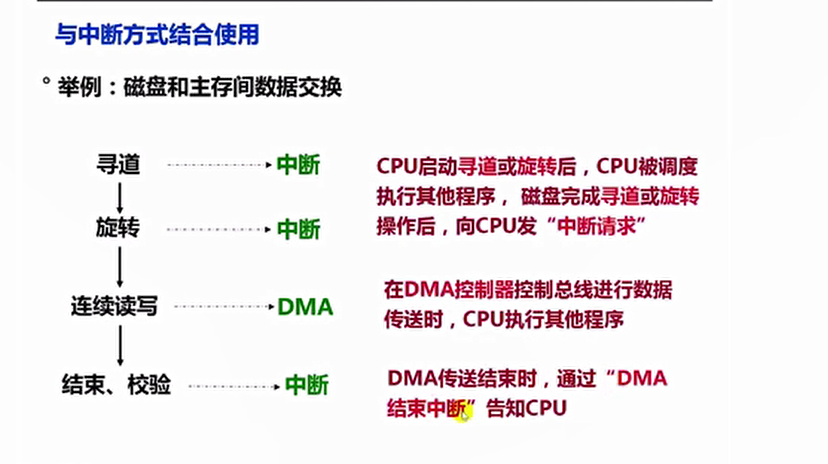 与中断方式结合使用
° 举例：磁盘和主存间数据交换
寻道 中断
旋转 中断
连续读写 DMA
结束、校验 中断
CPU启动寻道或旋转后，CPU被调度
执行其他程序， 磁盘完成寻道或旋转
操作后，向CPU发“中断请求”
在DMA控制器控制总线进行数据
传送时，CPU执行其他程序
DMA传送结束时，通过“DMA
结束中断”告知CPU